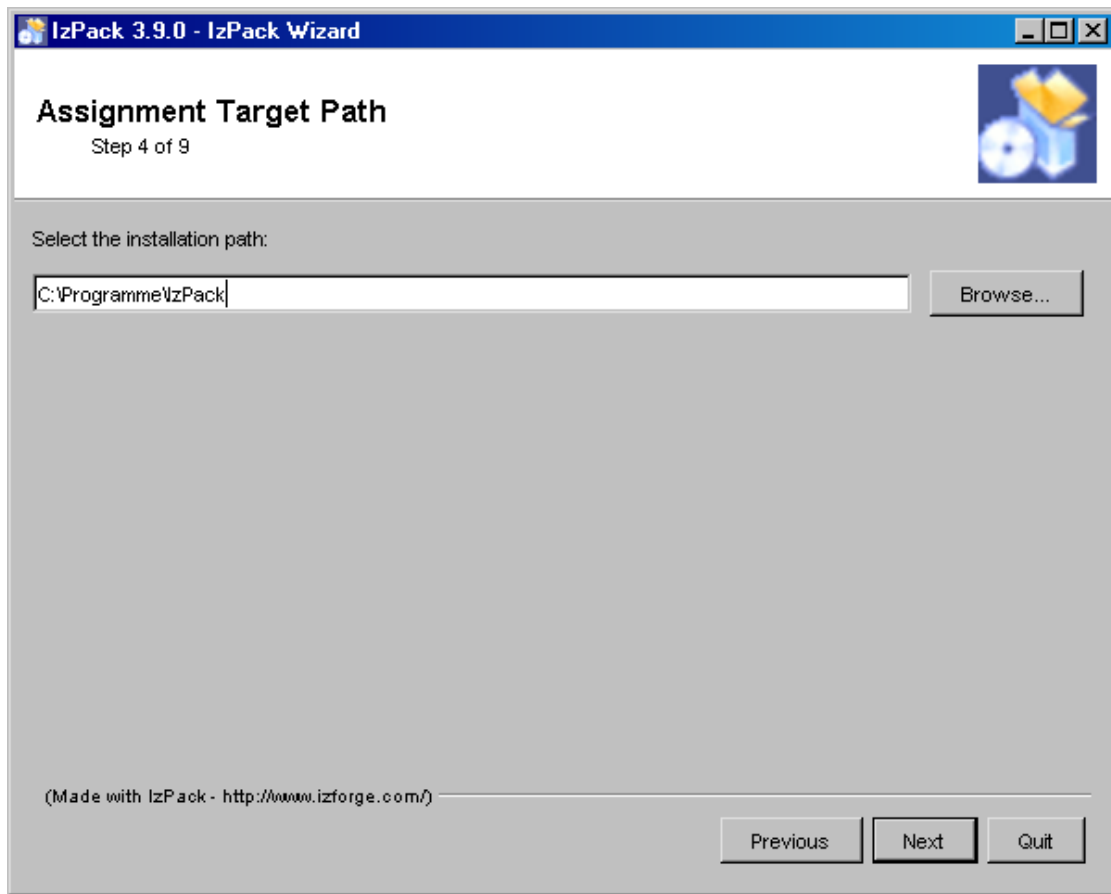 IzPack 3.9.0 - IzPack Wizard
Assignment Target Path
Step 4 of 9
Select the installation path:
C:\Programme\IzPack
Browse...
(Made with IzPack - http://www.izforge.com/)
Previous
Next
Quit